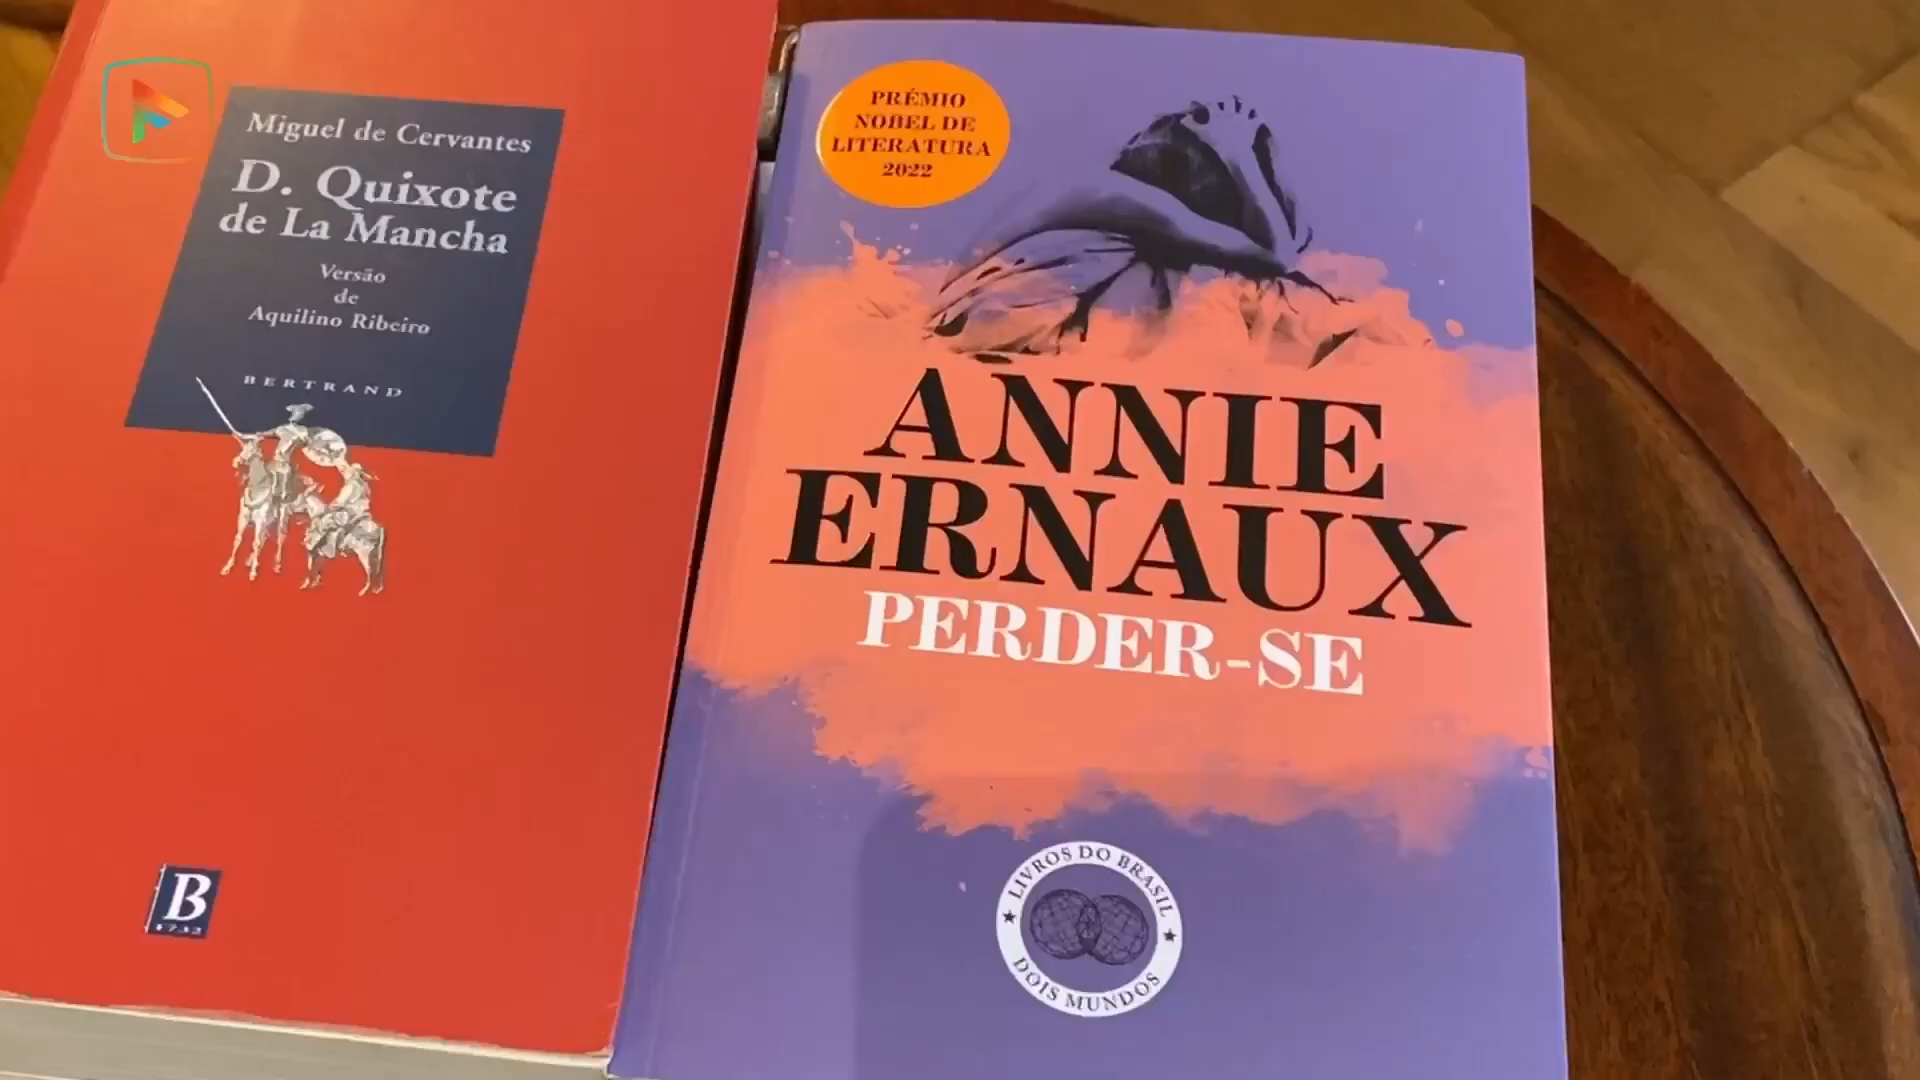 Miguel de Cervantes
D. Quixote
de La Mancha
Versão
de
Aquilino Ribeiro
BERTRAND
B
1732
PRÉMIO
NOBEL DE
LITERATURA
2022
ANNIE
ERNAUX
PERDER-SE
LIVROS DO BRASIL
DOIS MUNDOS